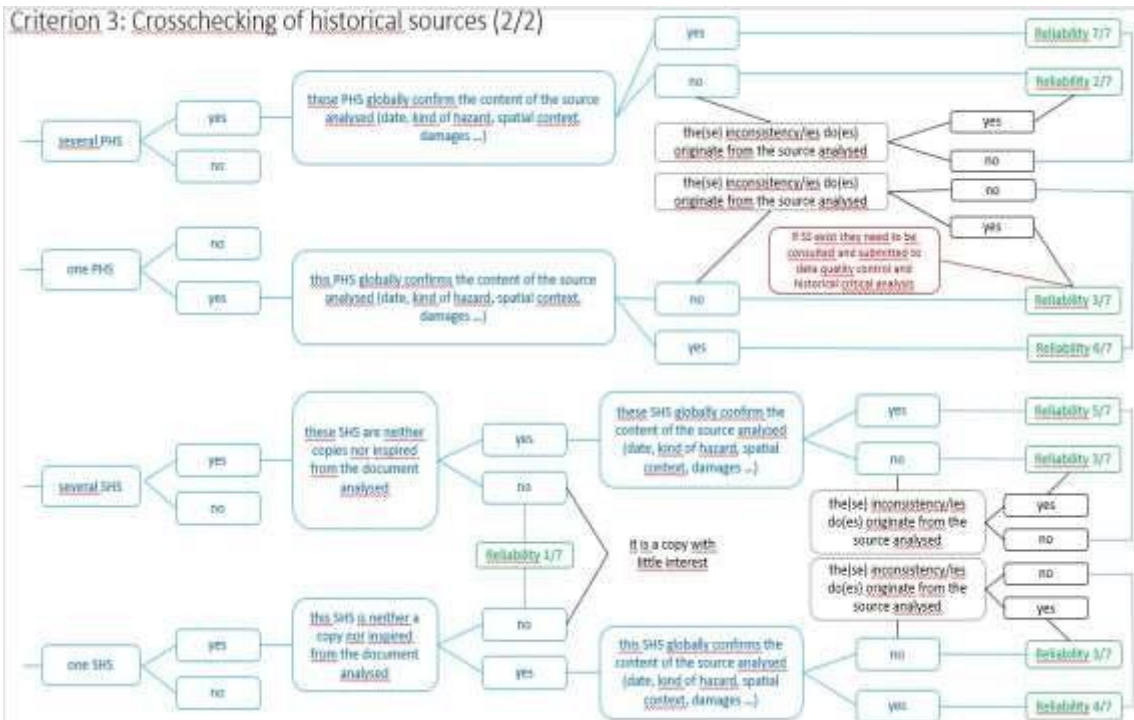 Criterion 3: Crosschecking of historical sources (2/2)
yes
Reliability 7/7
no
Reliability 2/7
several PHS
yes
no
these PHS globally confirm the content of the source
analysed (date, kind of hazard, spatial context,
damages ...)
the(se) inconsistency/ies do(es)
originate from the source analysed
yes
no
the(se) inconsistency/ies do(es)
originate from the source analysed
no
yes
one PHS
no
yes
this PHS globally confirms the content of the source
analysed (date, kind of hazard, spatial context,
damages ...)
If SS exist they need to be
consulted and submitted to
data quality control and
historical critical analysis
no
Reliability 3/7
yes
Reliability 6/7
several SHS
yes
no
these SHS are neither
copies nor inspired
from the document
analysed
yes
no
these SHS globally confirm the
content of the source analysed
(date, kind of hazard, spatial
context, damages ...)
yes
Reliability 5/7
no
Reliability 3/7
the(se) inconsistency/ies
do(es) originate from the
source analysed
yes
no
Reliability 1/7
It is a copy with
little interest
the(se) inconsistency/ies
do(es) originate from the
source analysed
no
yes
one SHS
yes
no
this SHS is neither a
copy nor inspired
from the document
analysed
no
yes
this SHS globally confirms the
content of the source analysed
(date, kind of hazard, spatial
context, damages ...)
no
Reliability 3/7
yes
Reliability 4/7